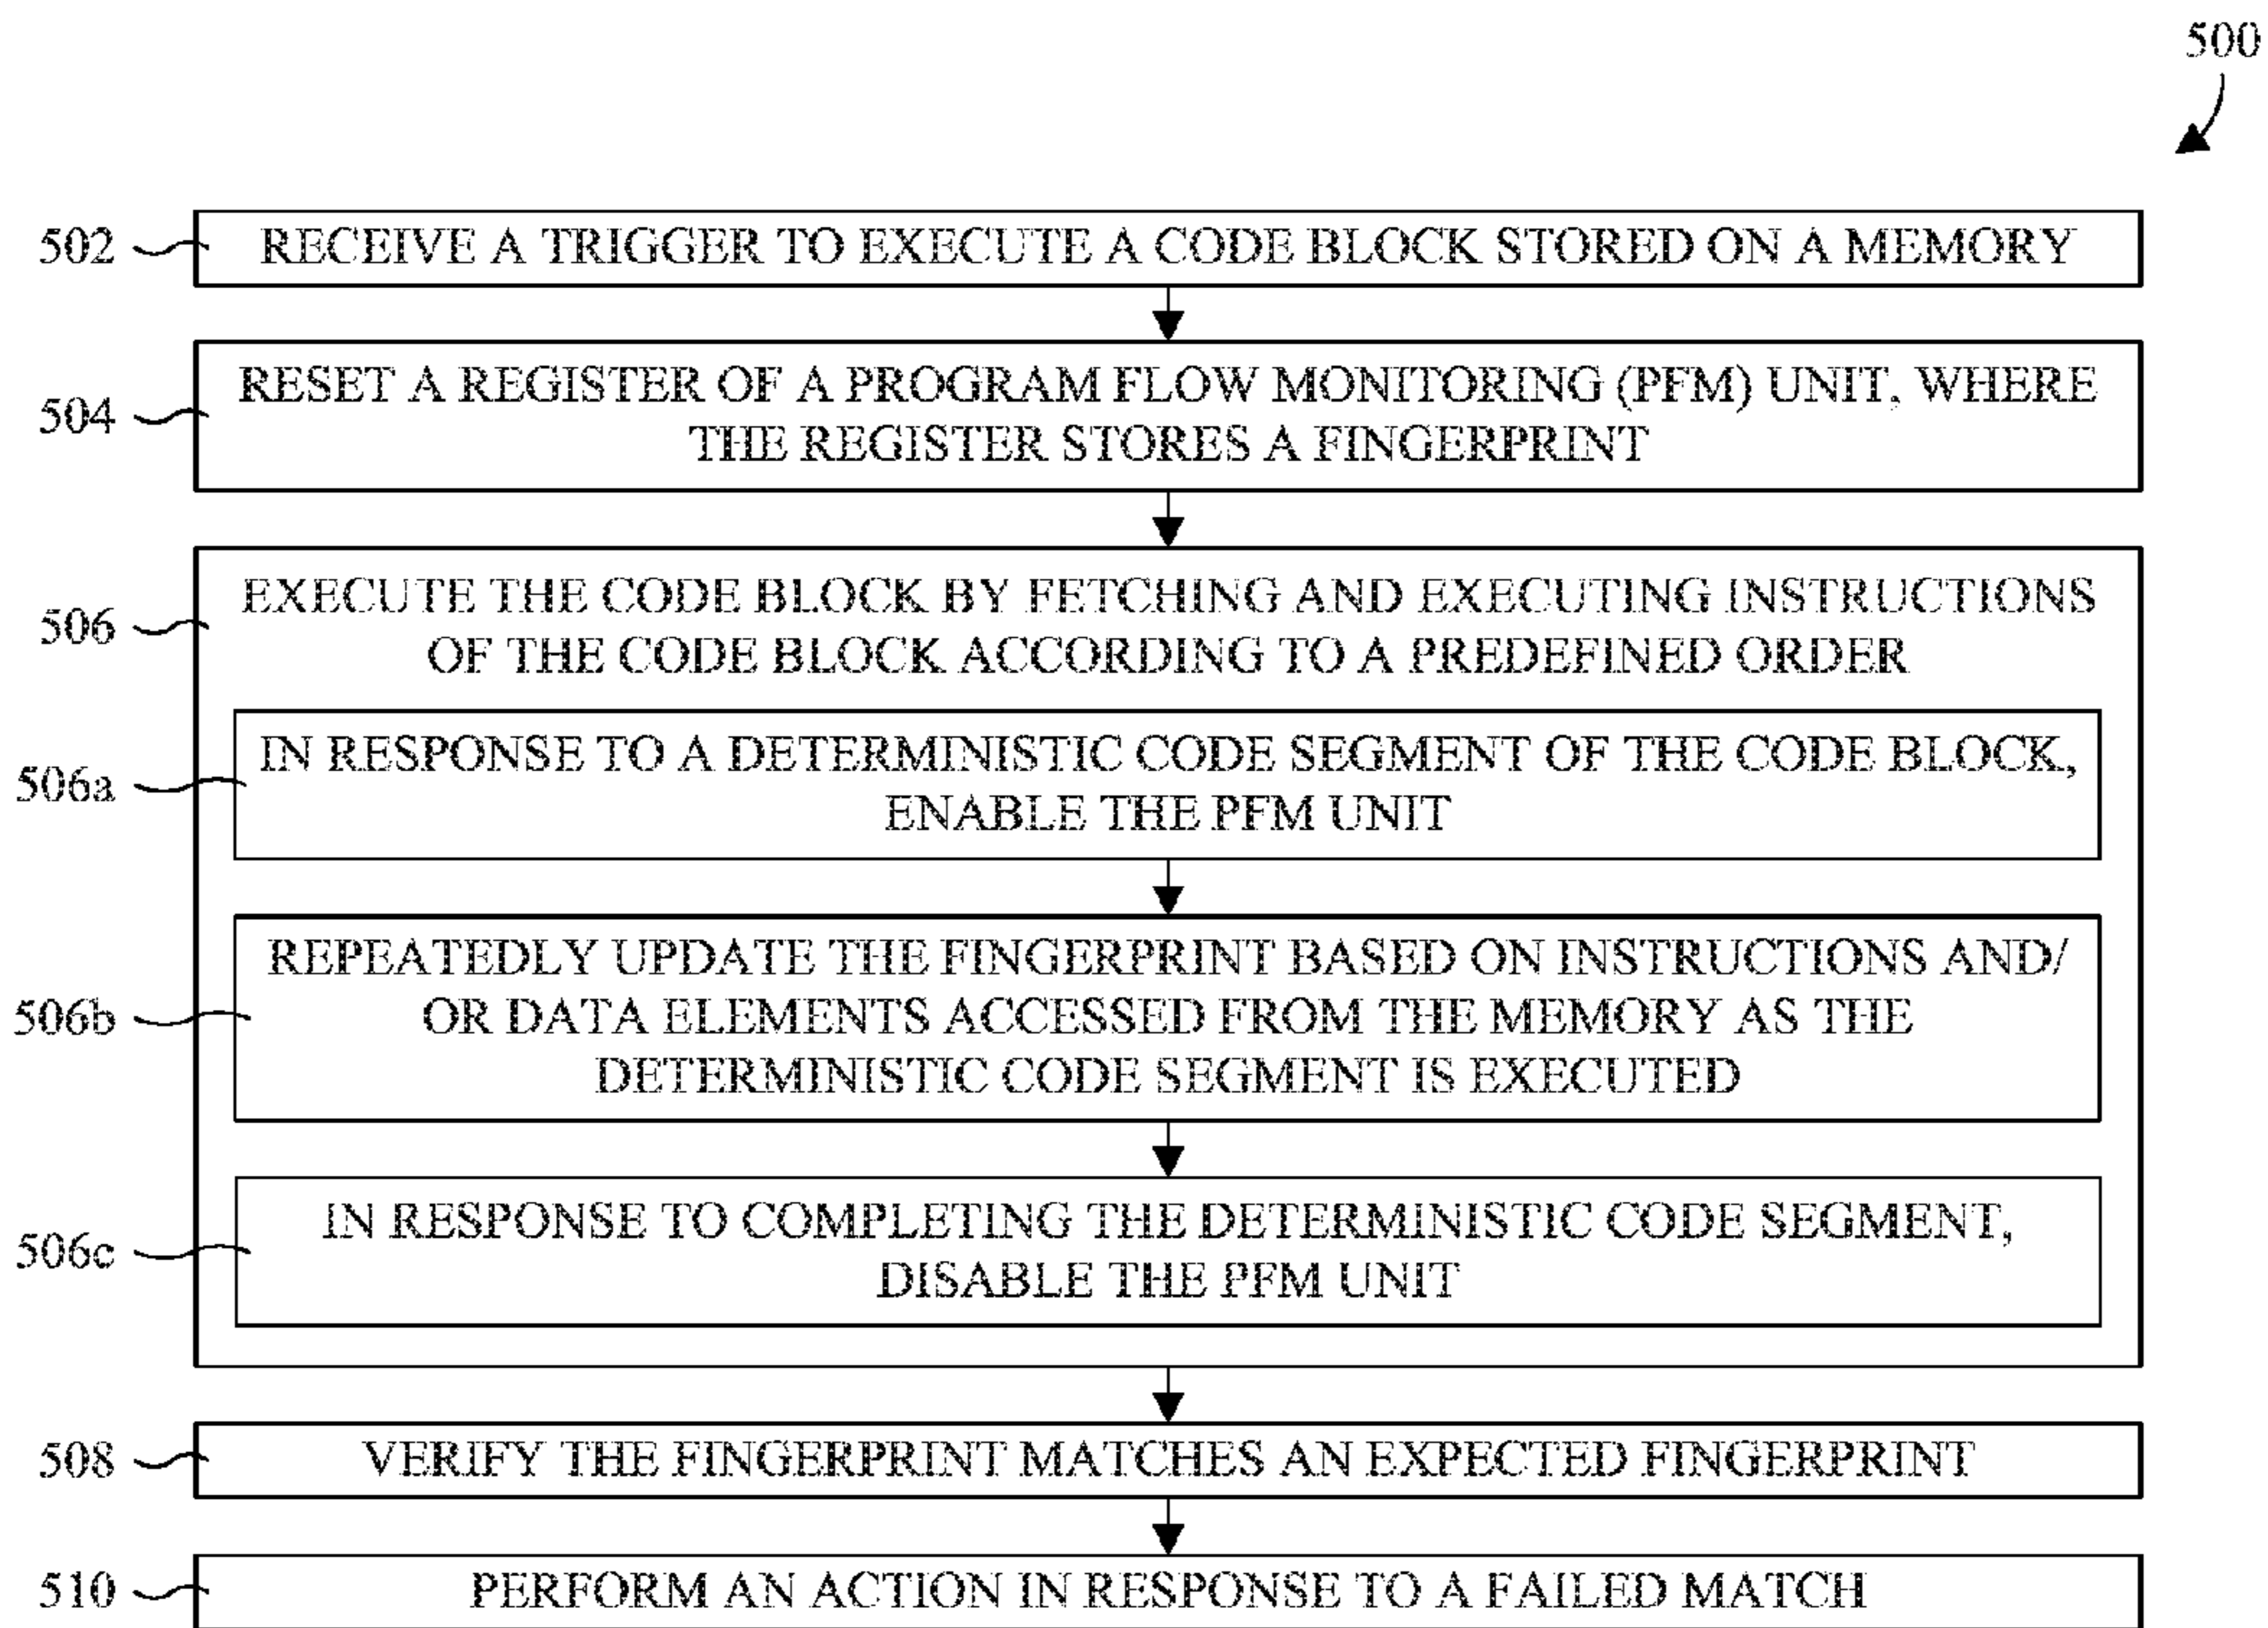 500
502
RECEIVE A TRIGGER TO EXECUTE A CODE BLOCK STORED ON A MEMORY
504
RESET A REGISTER OF A PROGRAM FLOW MONITORING (PFM) UNIT, WHERE
THE REGISTER STORES A FINGERPRINT
506
EXECUTE THE CODE BLOCK BY FETCHING AND EXECUTING INSTRUCTIONS
OF THE CODE BLOCK ACCORDING TO A PREDEFINED ORDER
506a
IN RESPONSE TO A DETERMINISTIC CODE SEGMENT OF THE CODE BLOCK,
ENABLE THE PFM UNIT
506b
REPEATEDLY UPDATE THE FINGERPRINT BASED ON INSTRUCTIONS AND/
OR DATA ELEMENTS ACCESSED FROM THE MEMORY AS THE
DETERMINISTIC CODE SEGMENT IS EXECUTED
506c
IN RESPONSE TO COMPLETING THE DETERMINISTIC CODE SEGMENT,
DISABLE THE PFM UNIT
508
VERIFY THE FINGERPRINT MATCHES AN EXPECTED FINGERPRINT
510
PERFORM AN ACTION IN RESPONSE TO A FAILED MATCH